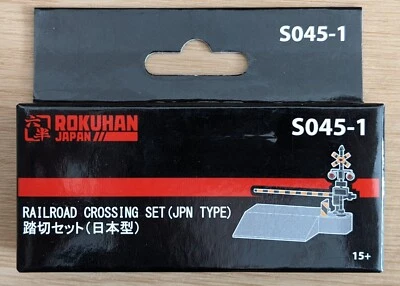 S045-1
六半 ROKUHAN
JAPAN//
S045-1
RAILROAD CROSSING SET(JPN TYPE)
踏切セット(日本型)
15+